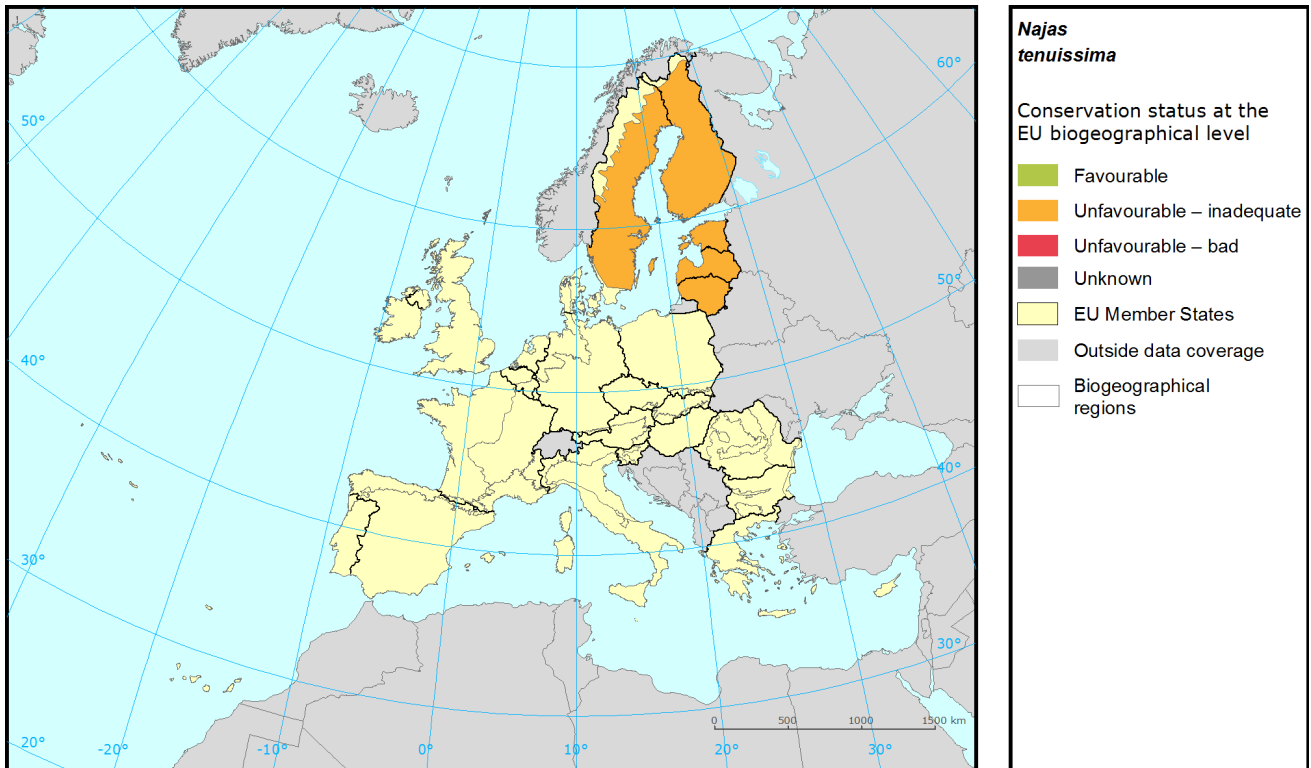 Najas
tenuissima
Conservation status at the
EU biogeographical level
Favourable
Unfavourable – inadequate
Unfavourable – bad
Unknown
EU Member States
Outside data coverage
Biogeographical
regions
60°
50°
50°
40°
40°
30°
30°
0 500 1000 1500 km
20° -20° -10° 0° 10° 20° 30°